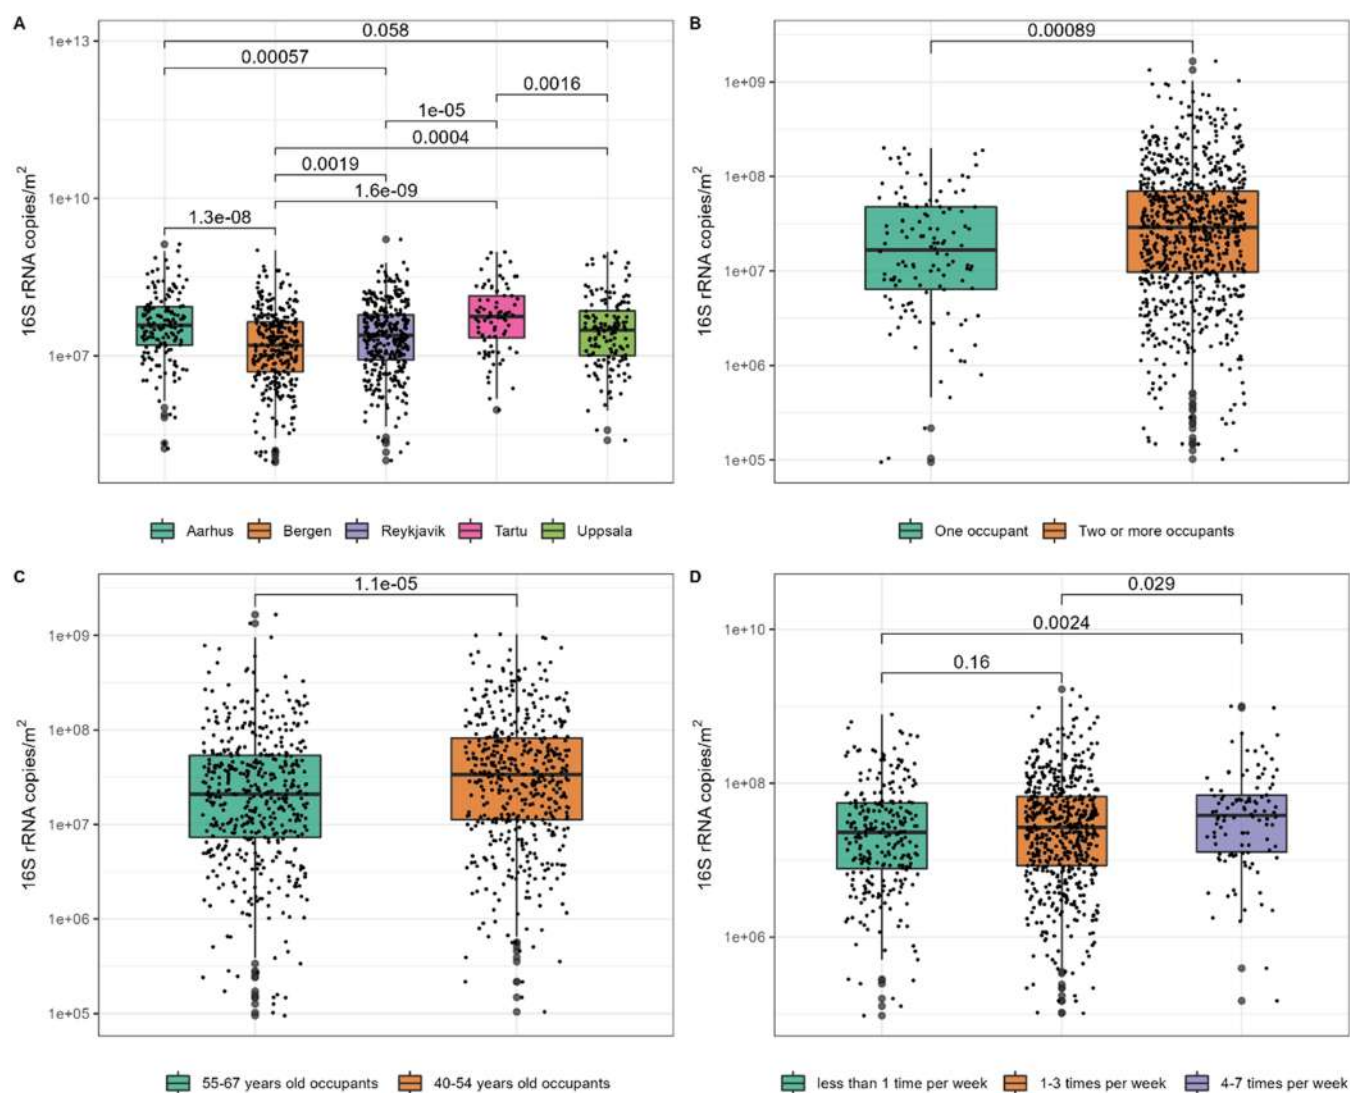 A
1e+13
1e+10
1e+07
16S rRNA copies/m²
0.058
0.00057
0.0016
1e-05
0.0004
0.0019
1.6e-09
1.3e-08
Aarhus Bergen Reykjavik Tartu Uppsala
B
1e+09
1e+08
1e+07
1e+06
1e+05
16S rRNA copies/m²
0.00089
One occupant Two or more occupants
C
1e+09
1e+08
1e+07
1e+06
1e+05
16S rRNA copies/m²
1.1e-05
55-67 years old occupants 40-54 years old occupants
D
1e+10
1e+08
1e+06
16S rRNA copies/m²
0.029
0.0024
0.16
less than 1 time per week 1-3 times per week 4-7 times per week